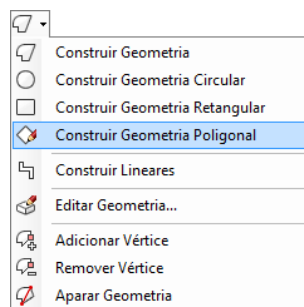 Construir Geometria
Construir Geometria Circular
Construir Geometria Retangular
Construir Geometria Poligonal
Construir Lineares
Editar Geometria...
Adicionar Vértice
Remover Vértice
Aparar Geometria